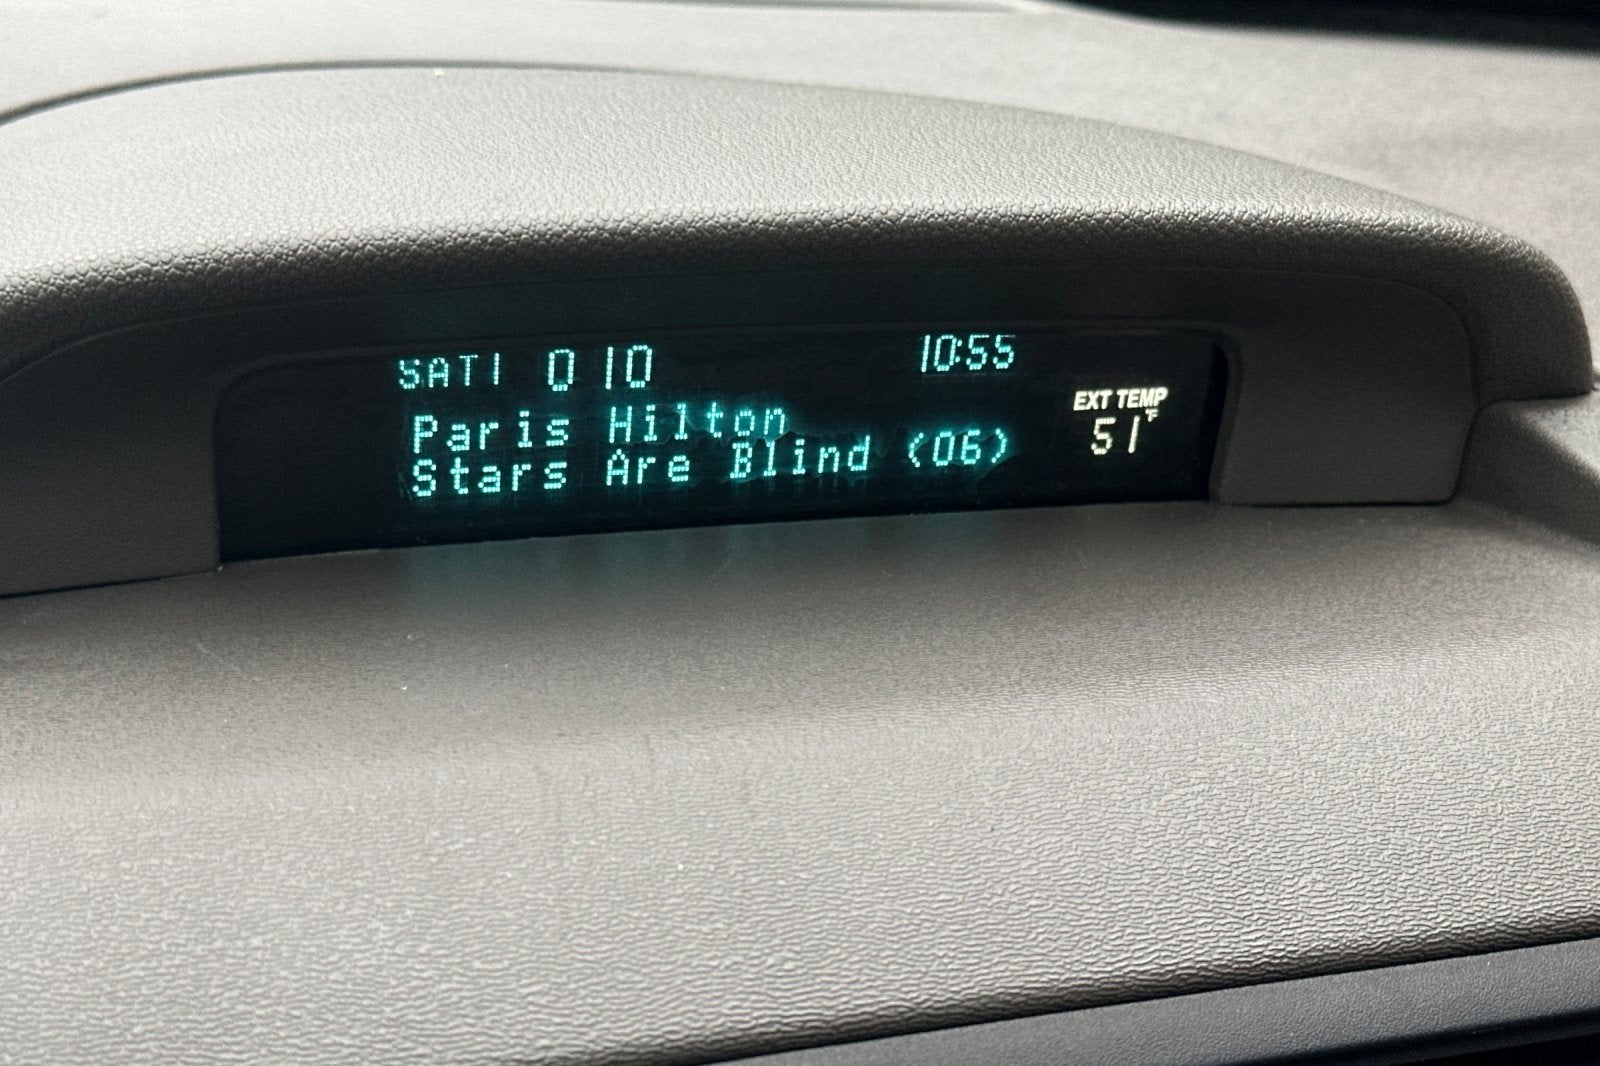 SAT1 010 10:55
Paris Hilton
Stars Are Blind (06)
EXT TEMP
51°F